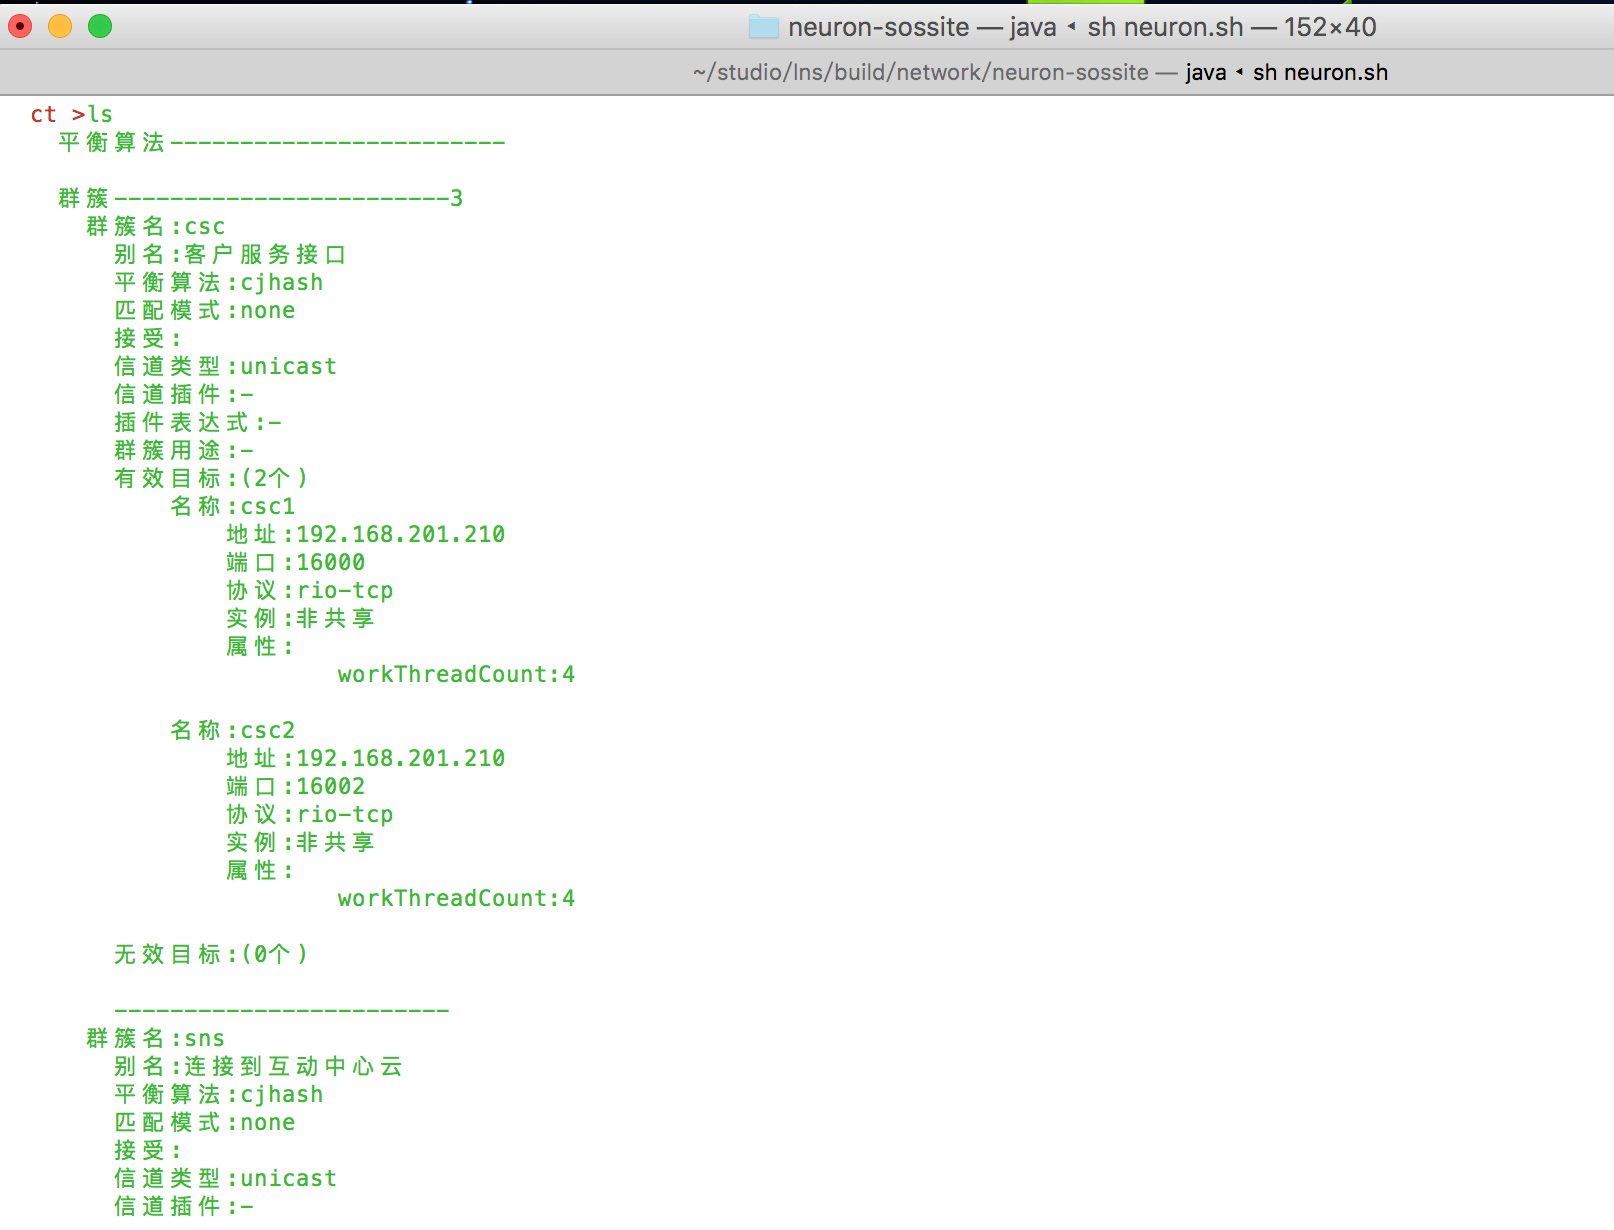 neuron-sossite — java ◂ sh neuron.sh — 152×40
~/studio/lns/build/network/neuron-sossite — java ◂ sh neuron.sh
ct >ls
平衡算法------------------------
群簇------------------------3
群簇名:csc
别名:客户服务接口
平衡算法:cjhash
匹配模式:none
接受:
信道类型:unicast
信道插件:-
插件表达式:-
群簇用途:-
有效目标:(2个)
名称:csc1
地址:192.168.201.210
端口:16000
协议:rio-tcp
实例:非共享
属性:
workThreadCount:4
名称:csc2
地址:192.168.201.210
端口:16002
协议:rio-tcp
实例:非共享
属性:
workThreadCount:4
无效目标:(0个)
------------------------
群簇名:sns
别名:连接到互动中心云
平衡算法:cjhash
匹配模式:none
接受:
信道类型:unicast
信道插件:-